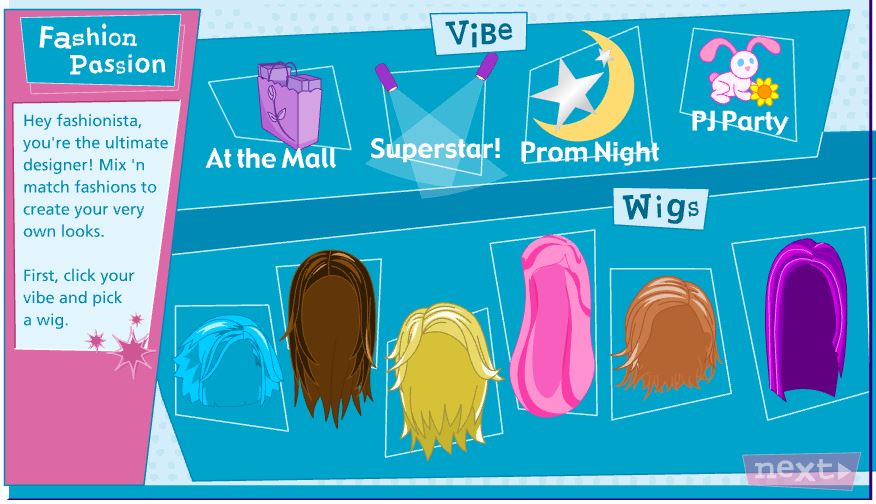 Fashion
Passion
Hey fashionista,
you're the ultimate
designer! Mix 'n
match fashions to
create your very
own looks.
First, click your
vibe and pick
a wig.
ViBe
At the Mall
Superstar!
Prom Night
PJ Party
Wigs
next